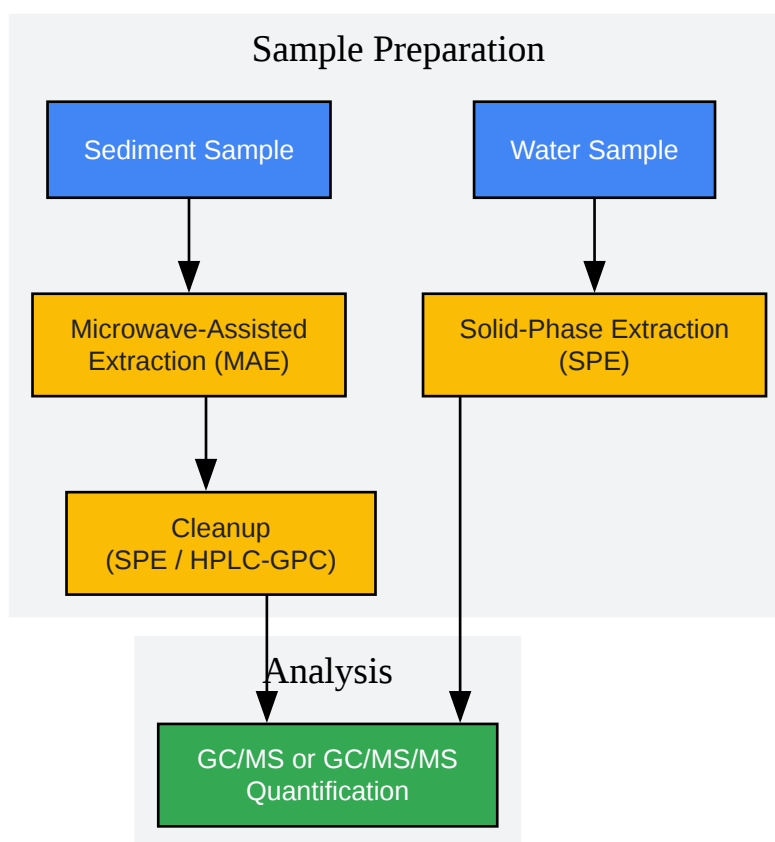 Sample Preparation
Sediment Sample
Water Sample
Microwave-Assisted
Extraction (MAE)
Solid-Phase Extraction
(SPE)
Cleanup
(SPE / HPLC-GPC)
Analysis
GC/MS or GC/MS/MS
Quantification